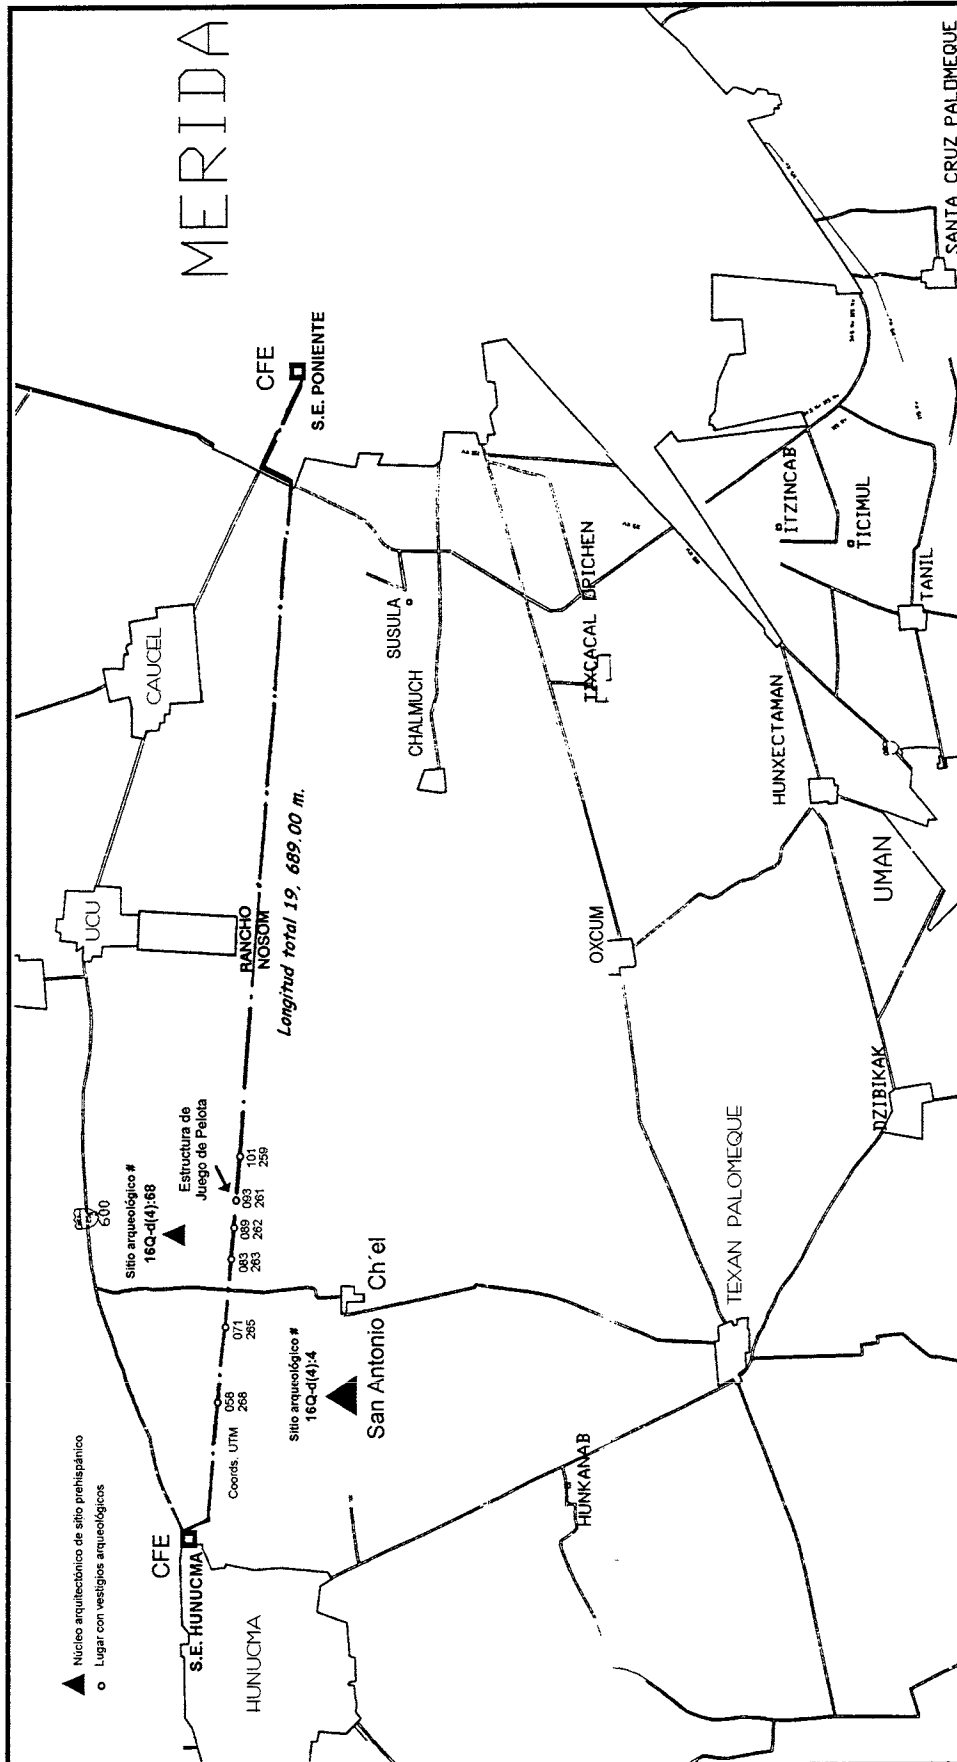 Núcleo arquitectónico de sitio prehispánico
Lugar con vestigios arqueológicos
MERIDA
CFE
S.E. PONIENTE
CAUCEL
UCU
RANCHO
NOSOM
Longitud total 19, 689.00 m.
SUSULA
CHALMUCH
Sitio arqueológico #
16Q-d(4):68
600
Estructura de
Juego de Pelota
101
259
093
261
089
262
083
263
071
265
058
268
Coords. UTM
Sitio arqueológico #
16Q-d(4):4
San Antonio Ch´el
CFE
S.E. HUNUCMA
HUNUCMA
HUNKANAB
TEXAN PALOMEQUE
OXCUM
DZIBIKAK
UMAN
HUNXECTAMAN
TIXCACAL OPICHEN
ITZINCAB
TICIMUL
TANIL
SANTA CRUZ PALOMEQUE